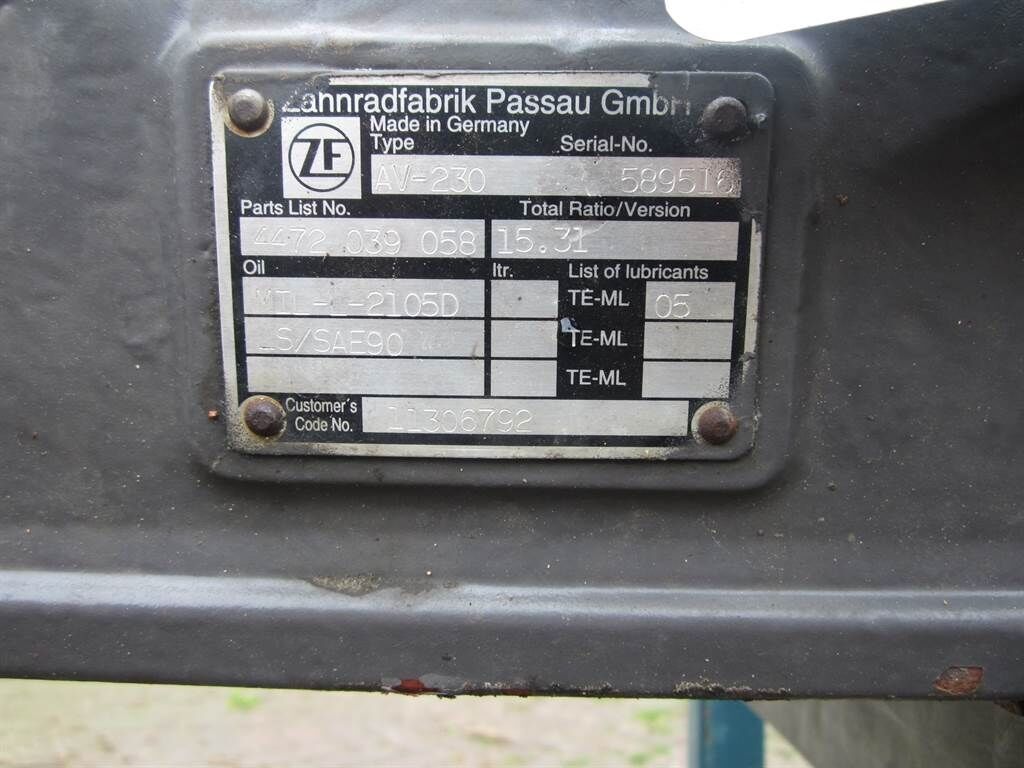 Zahnradfabrik Passau GmbH
ZF
Made in Germany
Type Serial-No.
AV-230 589516
Parts List No. Total Ratio/Version
4472 039 058 15.31
Oil ltr. List of lubricants
MIL-L-2105D TE-ML 05
LS/SAE90 TE-ML
TE-ML
Customer's
Code No. 11306792